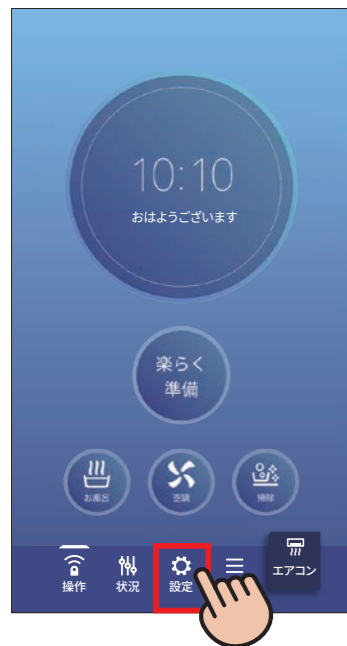 10:10
おはようございます
楽らく
準備
お風呂
空調
掃除
操作
状況
設定
エアコン